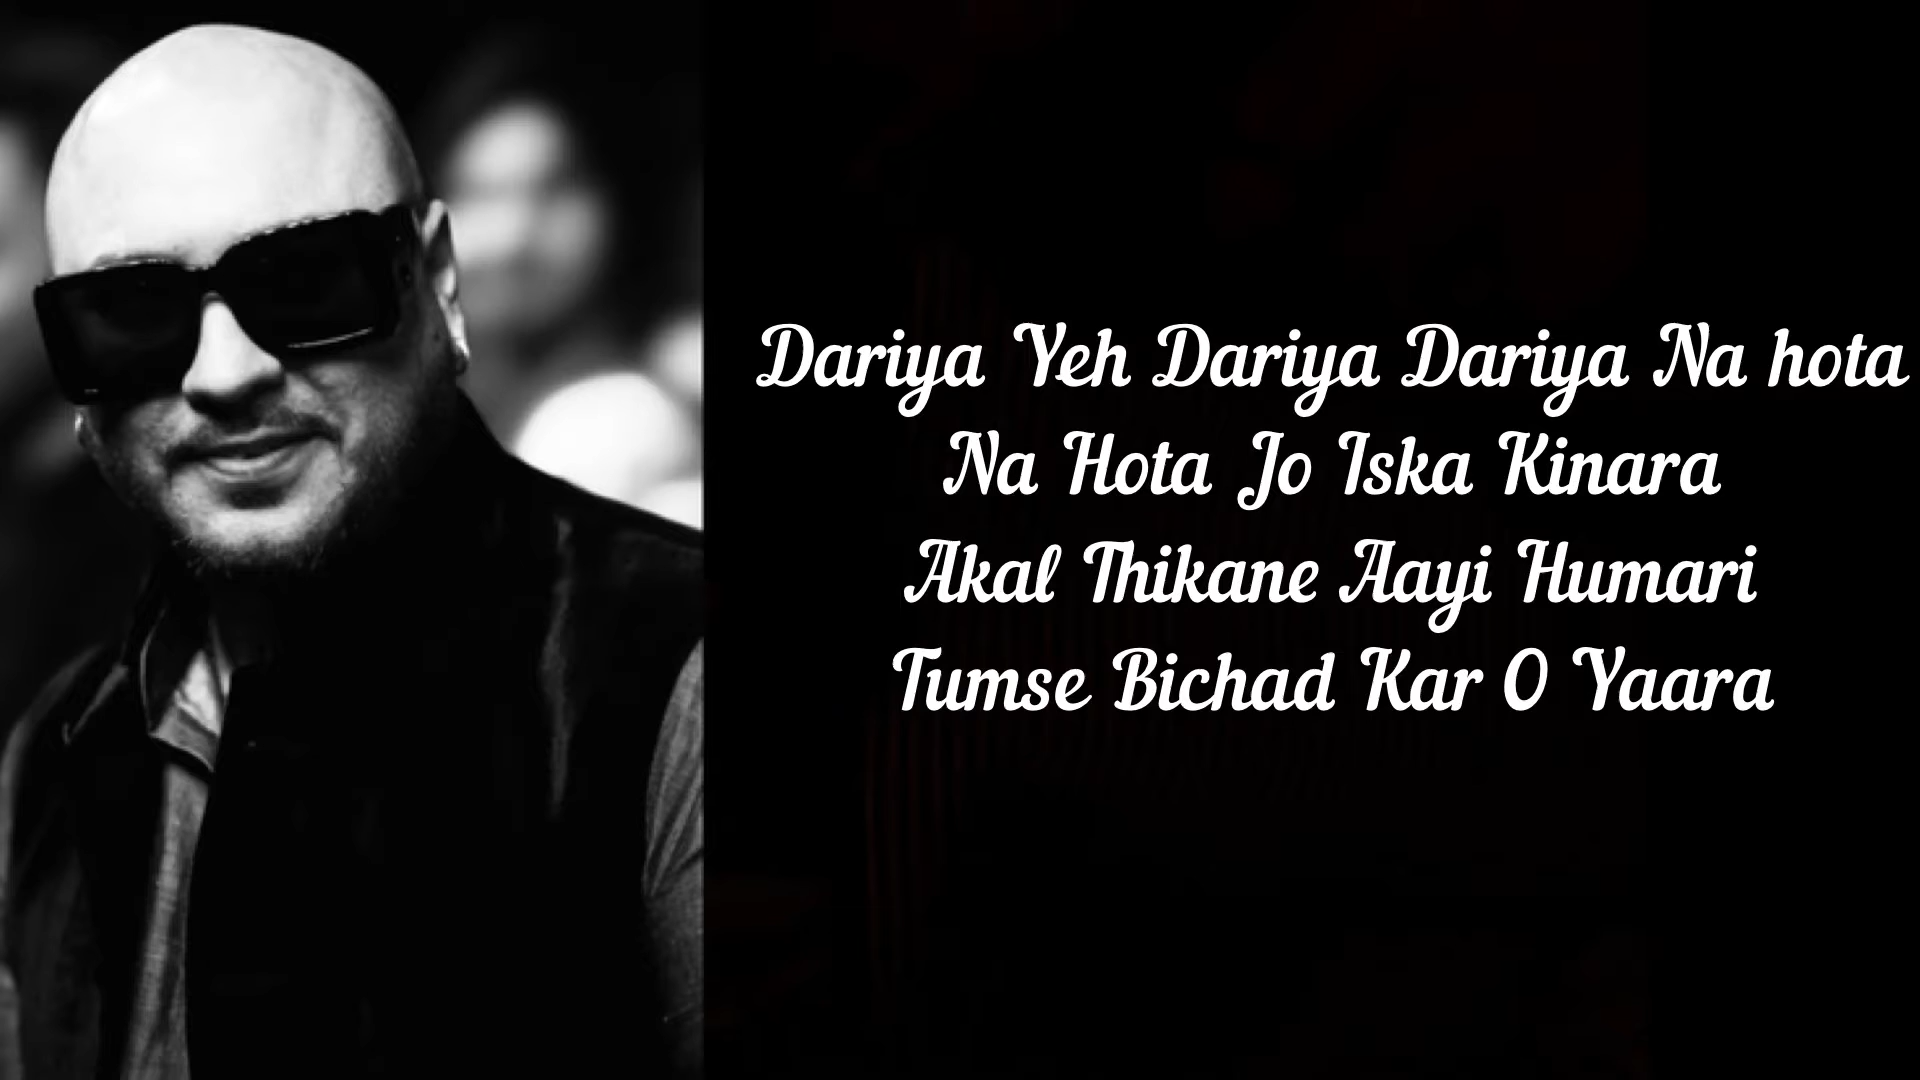 Dariya Yeh Dariya Dariya Na hota
Na Hota Jo Iska Kinara
Akal Thikane Aayi Humari
Tumse Bichad Kar O Yaara